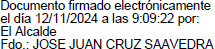 Documento firmado electrónicamente
el día 12/11/2024 a las 9:09:22 por:
El Alcalde
Fdo.: JOSE JUAN CRUZ SAAVEDRA